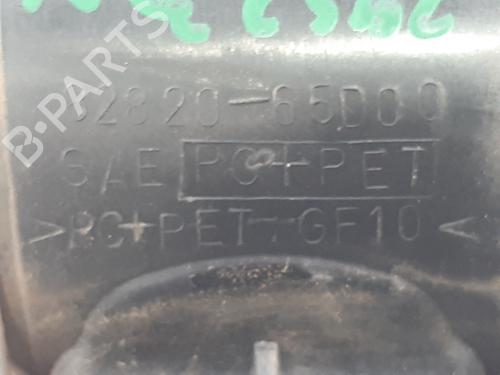 82820-65D00
SAE PC+PET
>PC+PET-GF10<
B-PARTS